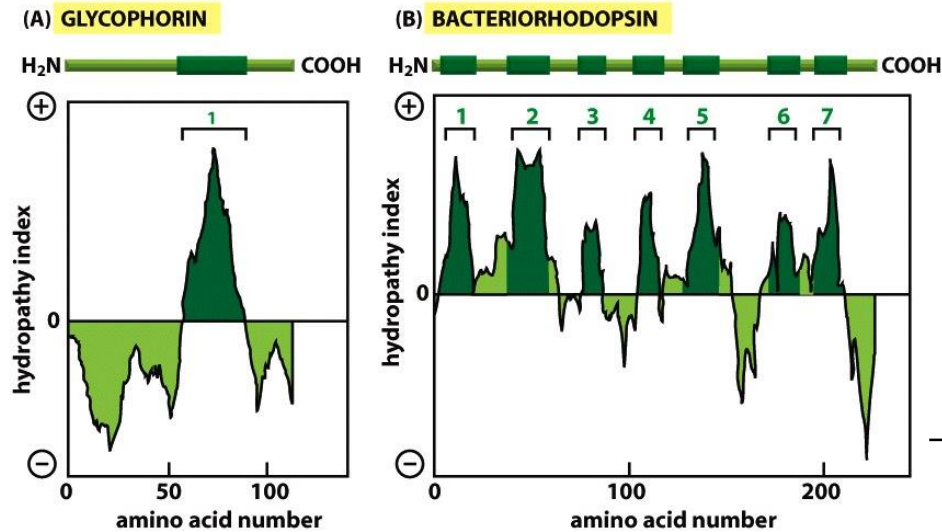 (A) GLYCOPHORIN
H₂N COOH
+
1
hydropathy index
0
−
0 50 100
amino acid number
(B) BACTERIORHODOPSIN
H₂N COOH
+
1 2 3 4 5 6 7
hydropathy index
0
−
0 100 200
amino acid number